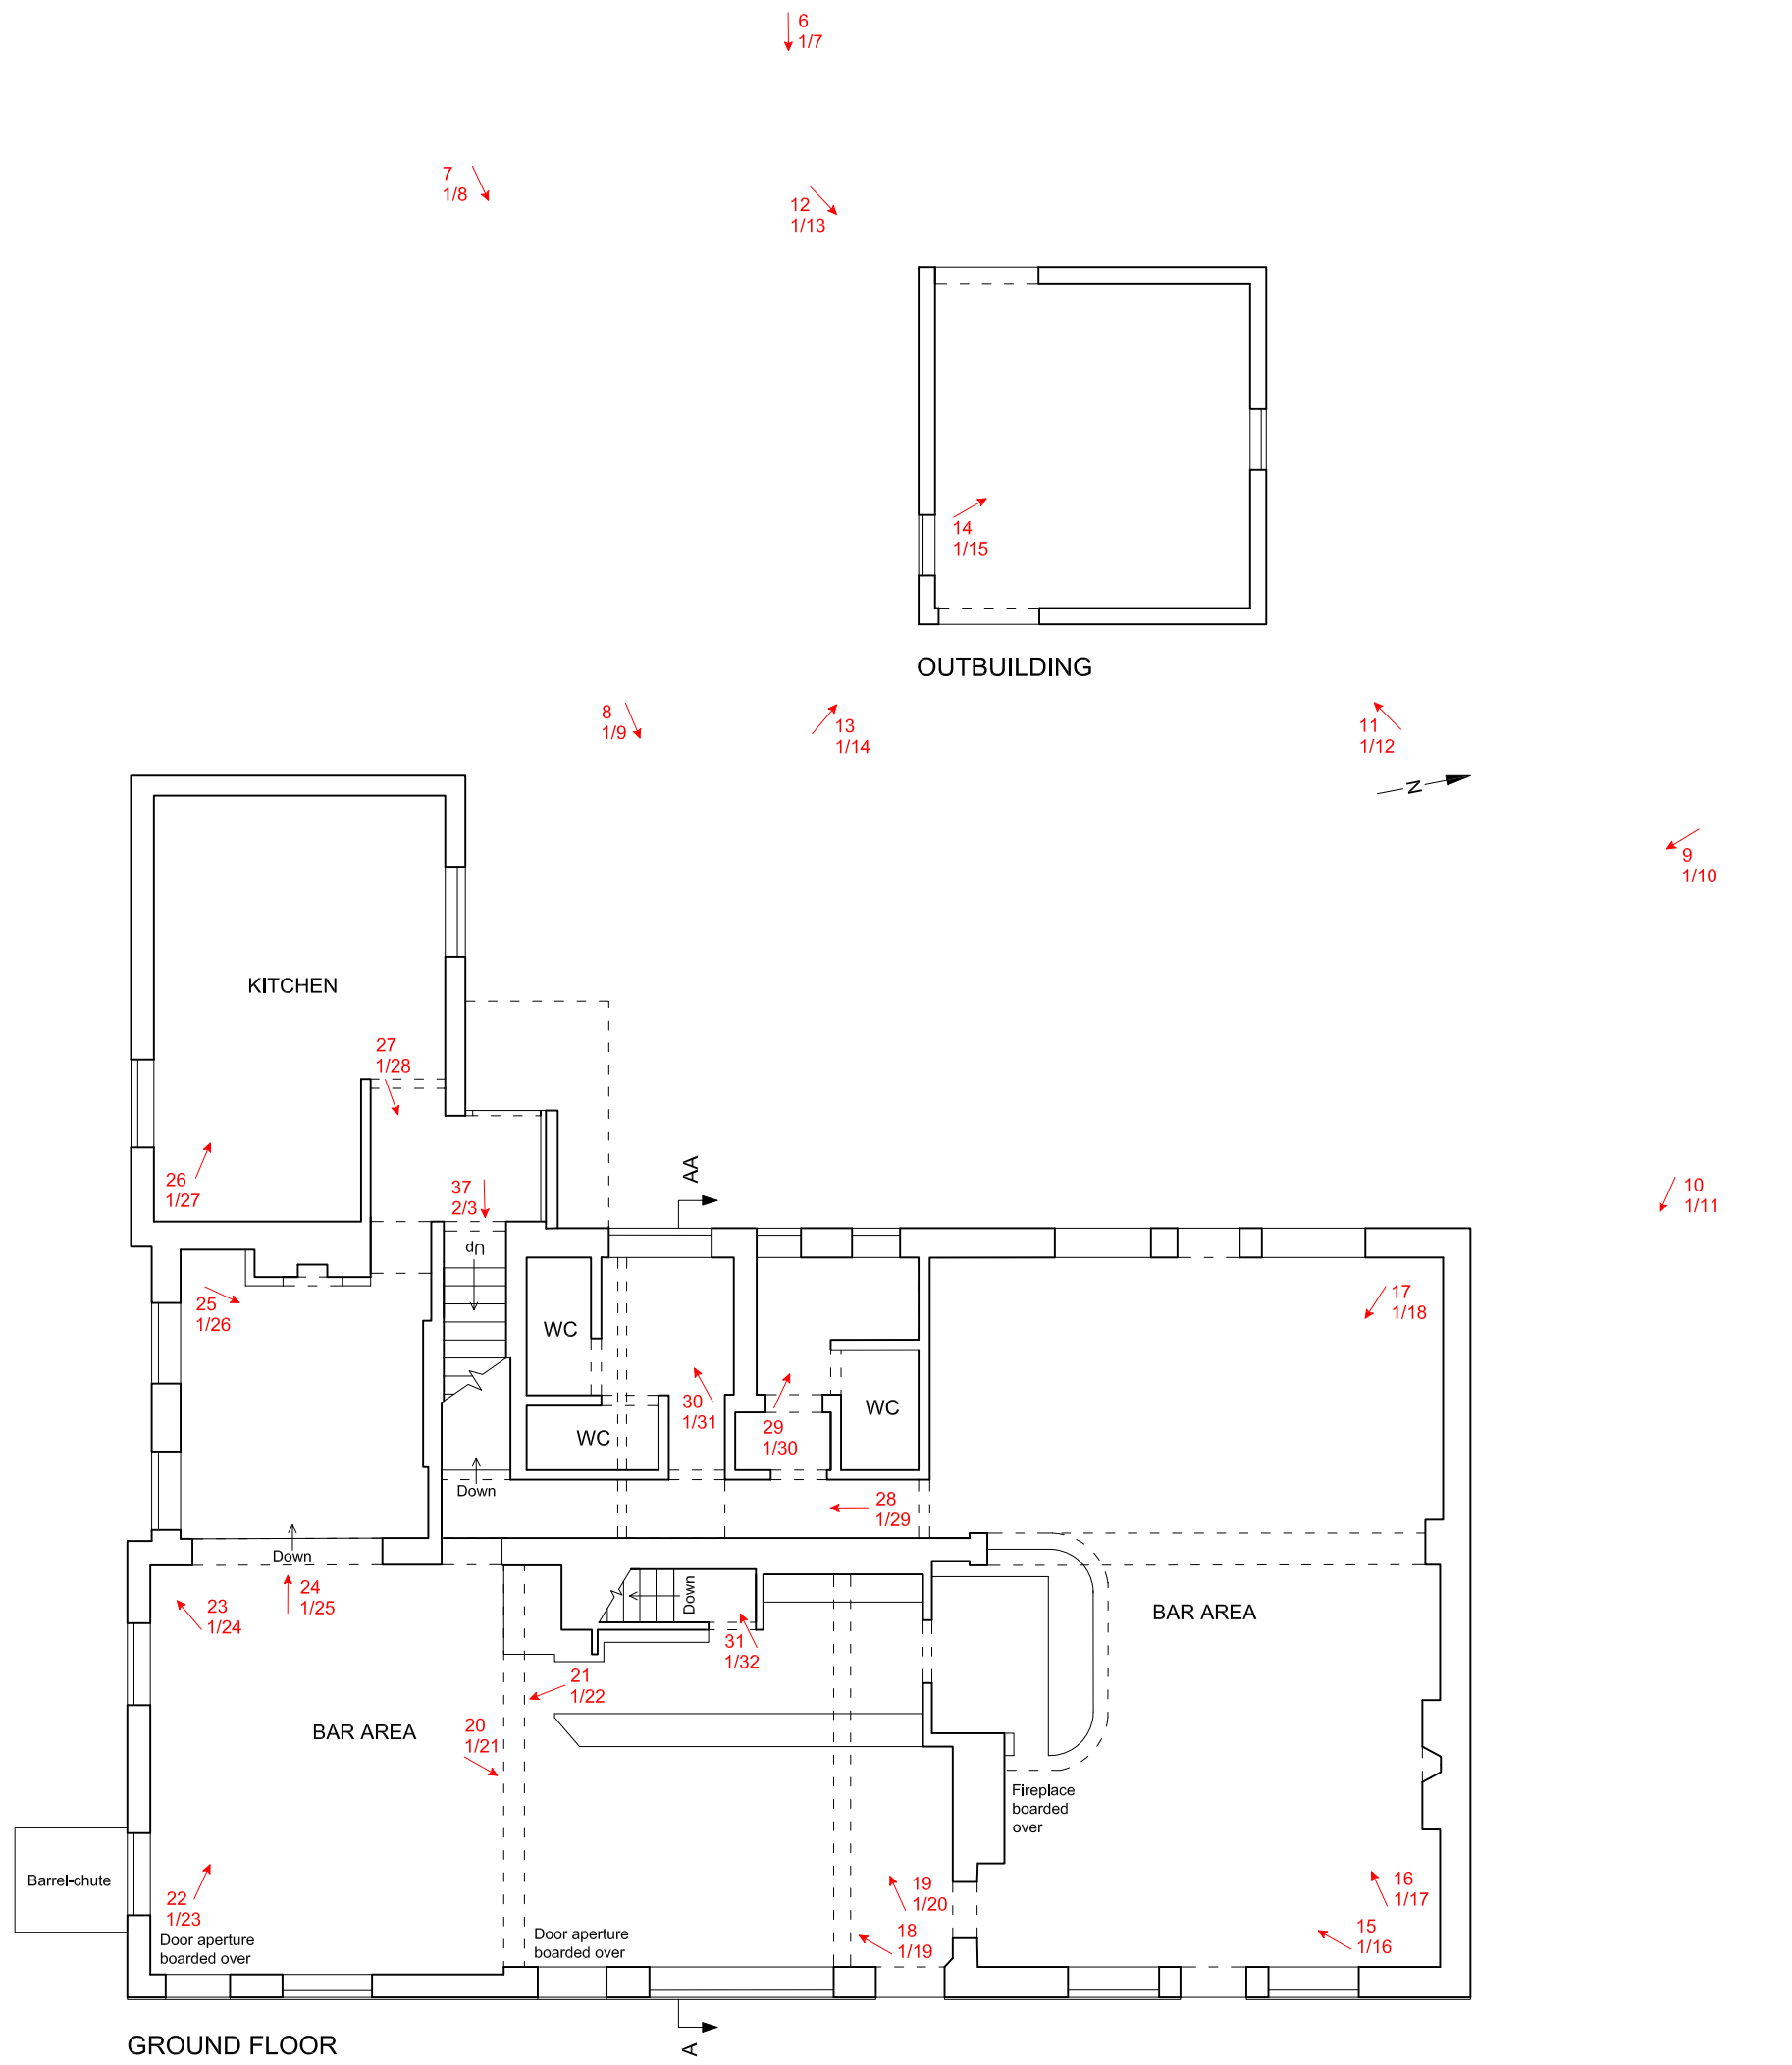 6
1/7
7
1/8
12
1/13
14
1/15
OUTBUILDING
8
1/9
13
1/14
11
1/12
N
9
1/10
KITCHEN
27
1/28
26
1/27
37
2/3
Up
AA
10
1/11
25
1/26
17
1/18
WC
30
1/31
29
1/30
WC
WC
Down
28
1/29
Down
24
1/25
23
1/24
Down
31
1/32
BAR AREA
21
1/22
20
1/21
BAR AREA
Fireplace
boarded
over
Barrel-chute
22
1/23
Door aperture
boarded over
Door aperture
boarded over
19
1/20
18
1/19
16
1/17
15
1/16
A
GROUND FLOOR